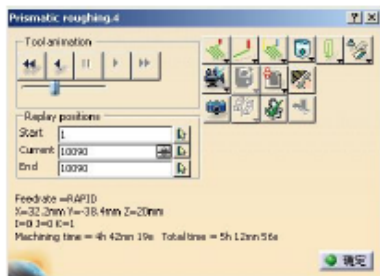 Prismatic roughing.4
Tool animation
Replay positions
Start 1
Current 10090
End 10090
Feedrate =RAPID
X=32.2mm Y=-38.4mm Z=20mm
I=0 J=0 K=1
Machining time = 4h 42mn 19s Total time = 5h 12mn 56s
確定